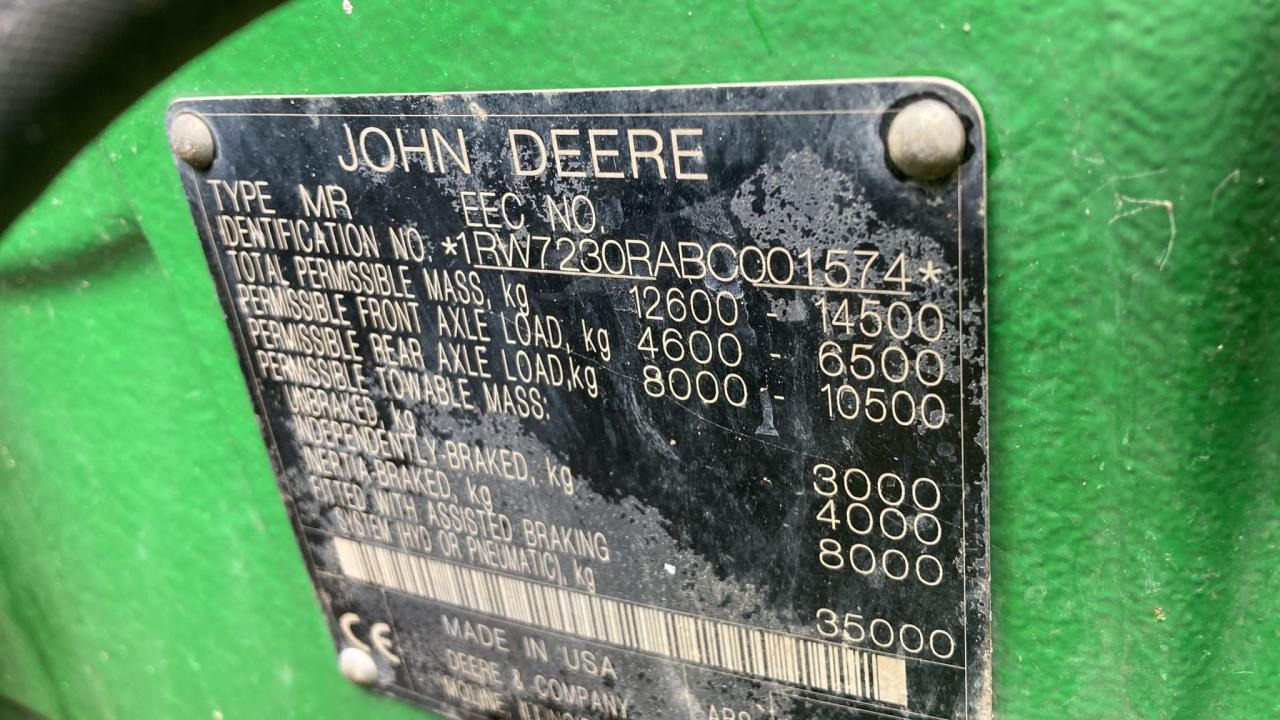 JOHN DEERE
TYPE MR EEC NO.
IDENTIFICATION NO. *1RW7230RABC001574*
TOTAL PERMISSIBLE MASS, kg 12600 - 14500
PERMISSIBLE FRONT AXLE LOAD, kg 4600 - 6500
PERMISSIBLE REAR AXLE LOAD,kg 8000 - 10500
PERMISSIBLE TOWABLE MASS:
UNBRAKED, kg 3000
INDEPENDENTLY-BRAKED, kg 4000
INERTIA-BRAKED, kg 8000
FITTED WITH ASSISTED BRAKING
SYSTEM HYD OR PNEUMATIC), kg 35000
CE
MADE IN USA
DEERE & COMPANY
MOLINE, ILLINOIS